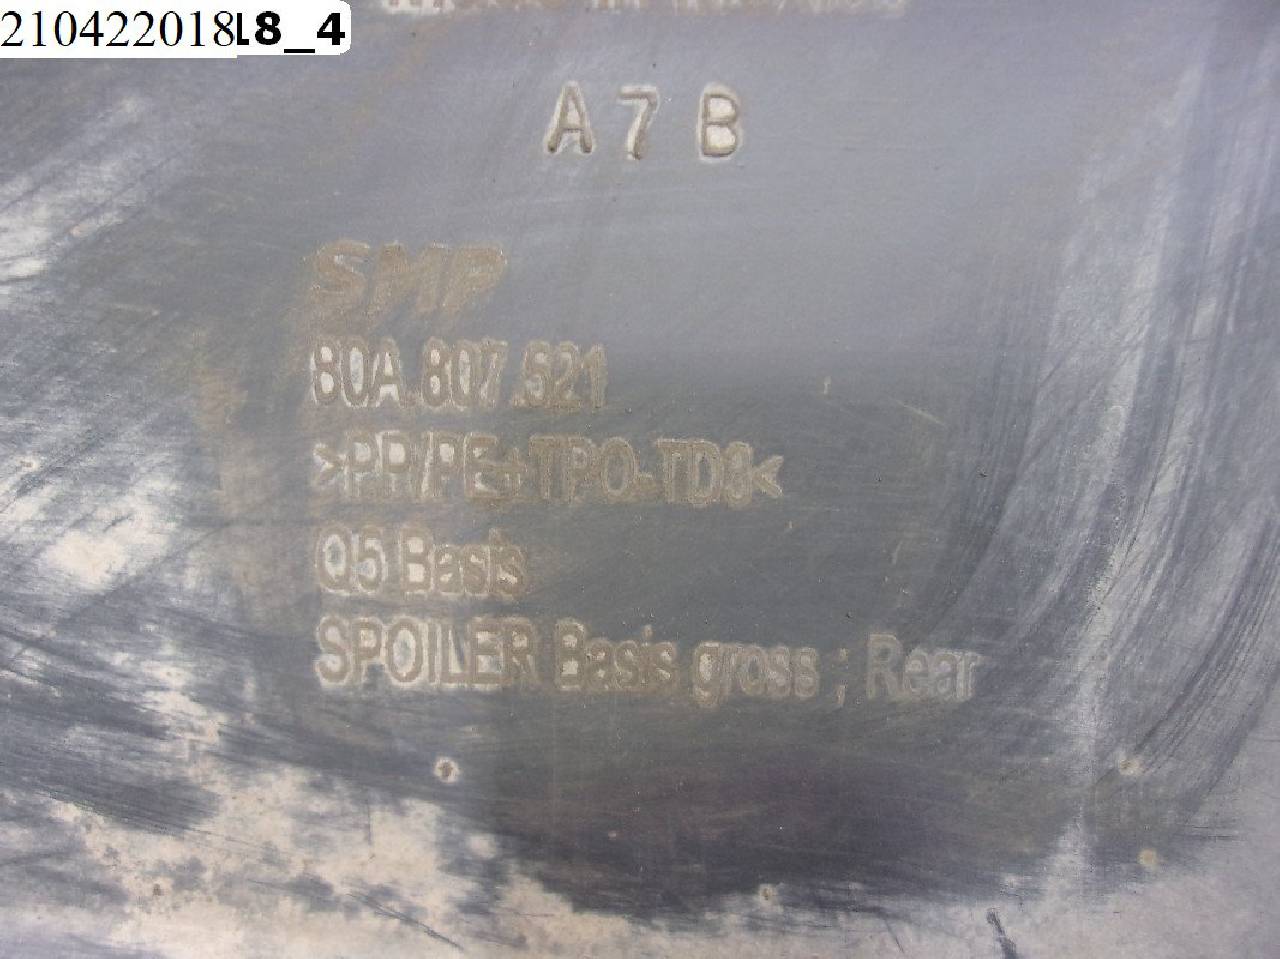 210422018L8_4
A 7 B
SMP
80A.807.521
>PP/PE+TPO-TD8<
Q5 Basis
SPOILER Basis gross ; Rear